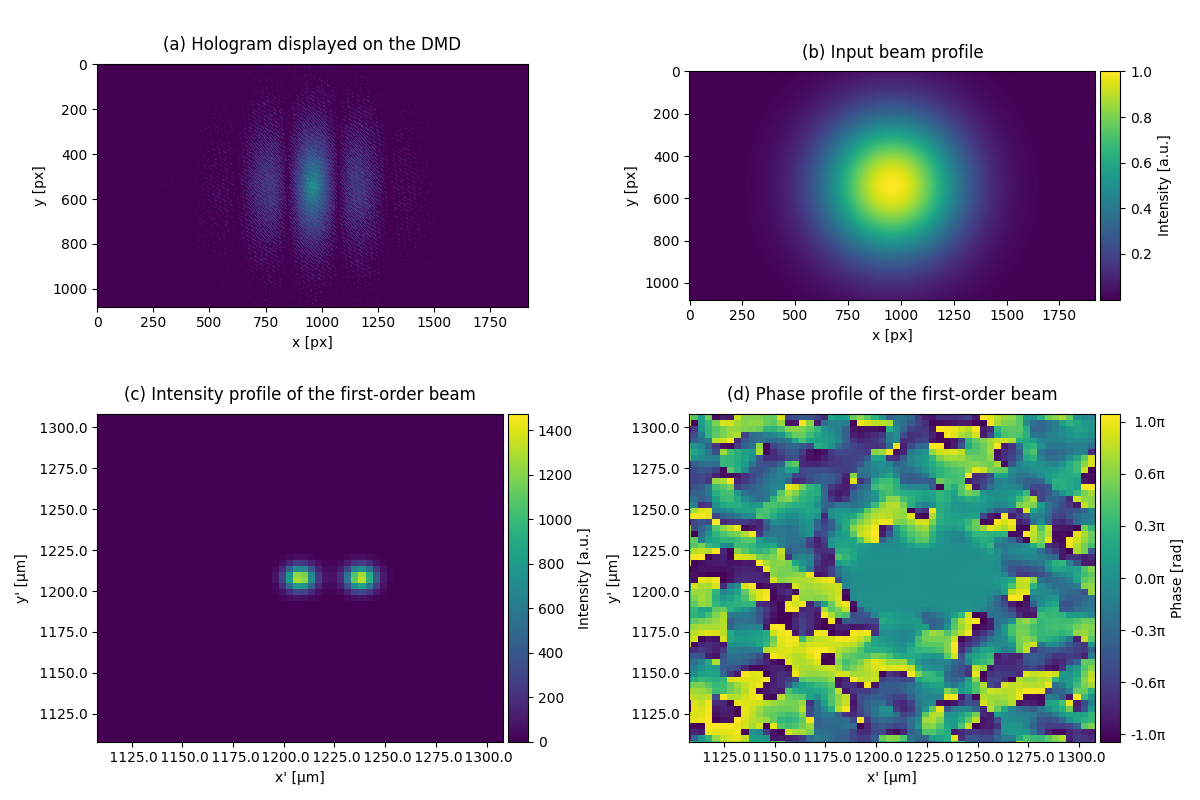 (a) Hologram displayed on the DMD
0
200
400
600
800
1000
y [px]
0 250 500 750 1000 1250 1500 1750
x [px]
(b) Input beam profile
0
200
400
600
800
1000
y [px]
0 250 500 750 1000 1250 1500 1750
x [px]
1.0
0.8
0.6
0.4
0.2
Intensity [a.u.]
(c) Intensity profile of the first-order beam
1300.0
1275.0
1250.0
1225.0
1200.0
1175.0
1150.0
1125.0
y' [μm]
1125.0 1150.0 1175.0 1200.0 1225.0 1250.0 1275.0 1300.0
x' [μm]
1400
1200
1000
800
600
400
200
0
Intensity [a.u.]
(d) Phase profile of the first-order beam
1300.0
1275.0
1250.0
1225.0
1200.0
1175.0
1150.0
1125.0
y' [μm]
1125.0 1150.0 1175.0 1200.0 1225.0 1250.0 1275.0 1300.0
x' [μm]
1.0π
0.6π
0.3π
0.0π
-0.3π
-0.6π
-1.0π
Phase [rad]